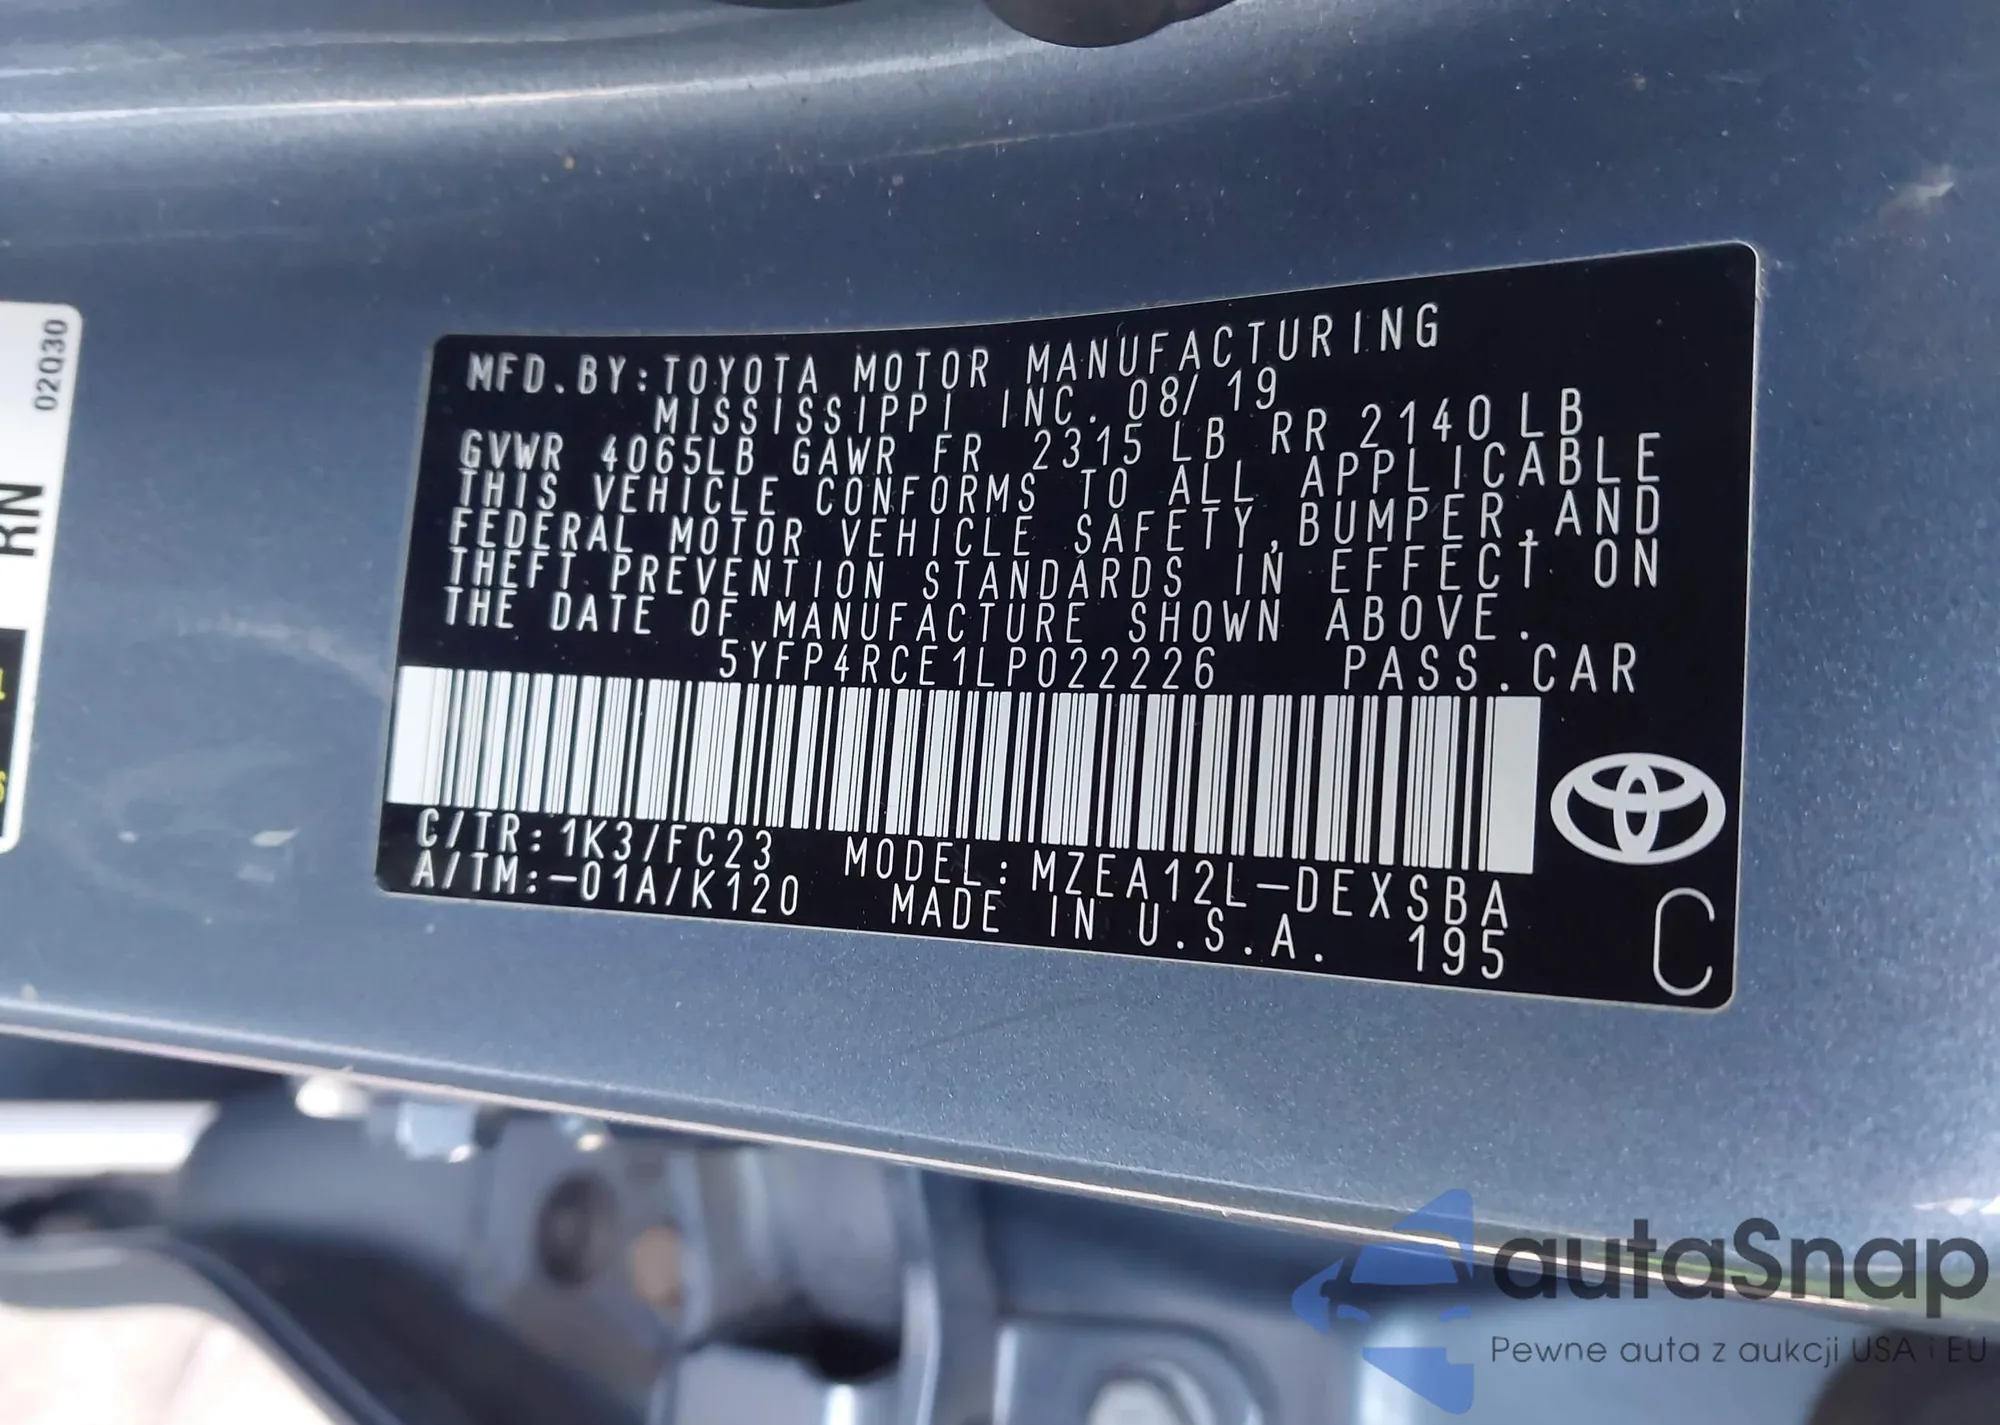 02Q30
RN
MFD.BY:TOYOTA MOTOR MANUFACTURING
MISSISSIPPI INC. 08/19
GVWR 4065LB GAWR FR 2315 LB RR 2140LB
THIS VEHICLE CONFORMS TO ALL APPLICABLE
FEDERAL MOTOR VEHICLE SAFETY,BUMPER,AND
THEFT PREVENTION STANDARDS IN EFFECT ON
THE DATE OF MANUFACTURE SHOWN ABOVE.
5YFP4RCE1LP022226 PASS.CAR
C/TR:1K3/FC23 MODEL:MZEA12L-DEXSBA
A/TM:-01A/K120 MADE IN U.S.A. 195
C
autaSnap
Pewne auta z aukcji USA i EU